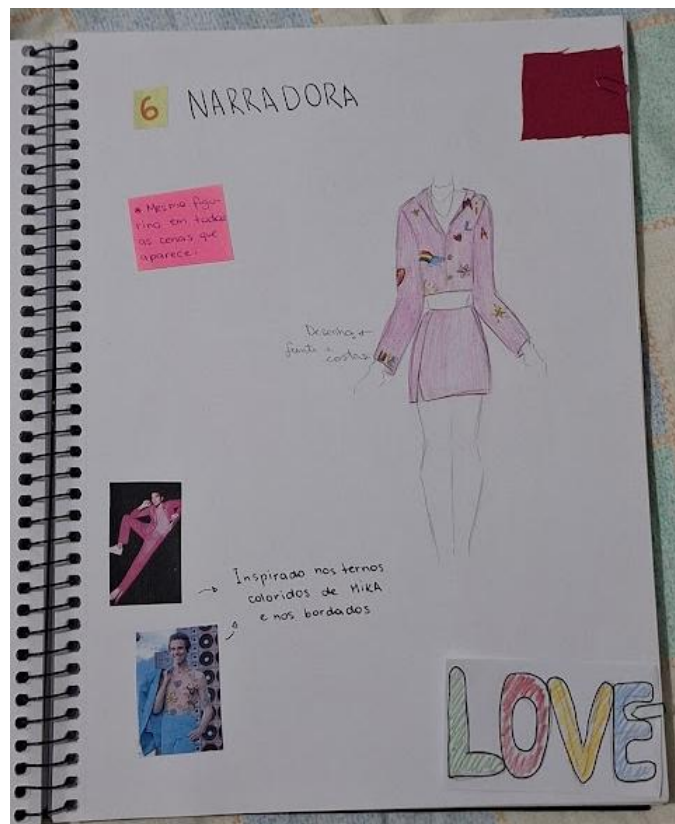 6 NARRADORA
* Mesmo figu-
rino em todas
as cenas que
aparece.
Desenhos
frente e
costas
Inspirado nos ternos
coloridos de MIKA
e nos bordados
LOVE